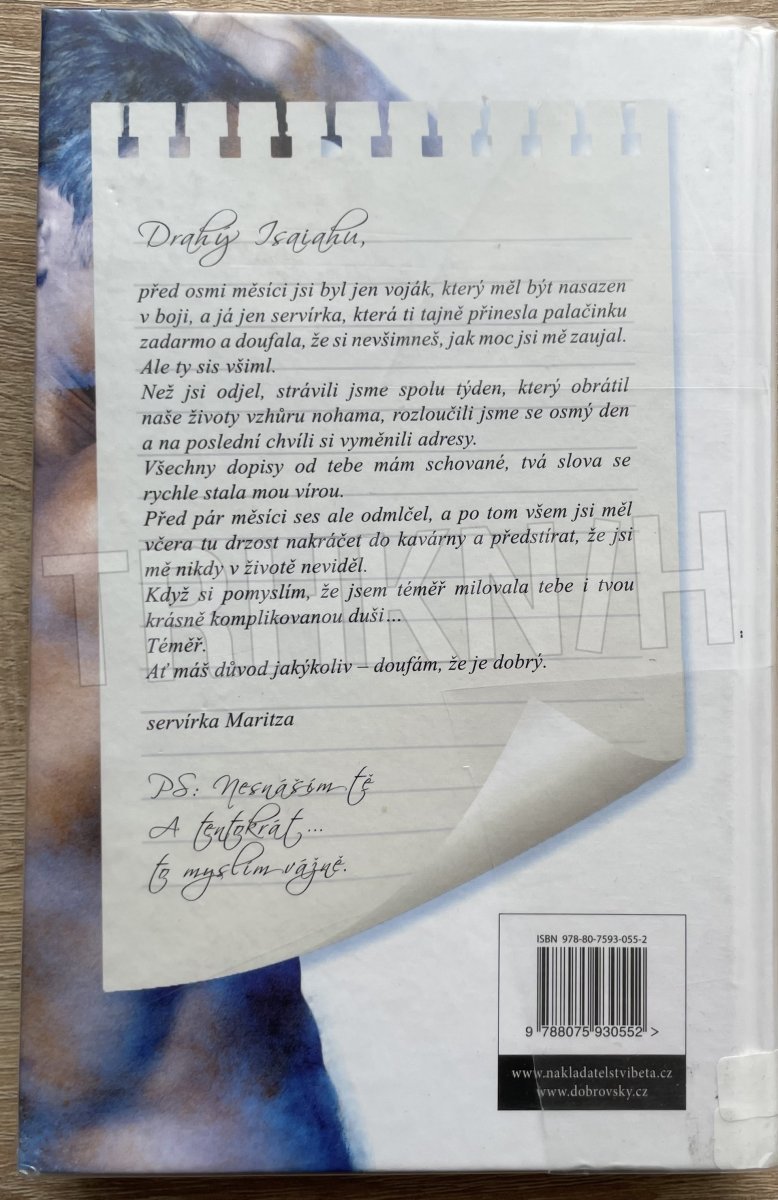 Drahý Isaiahu,
před osmi měsíci jsi byl jen voják, který měl být nasazen
v boji, a já jen servírka, která ti tajně přinesla palačinku
zadarmo a doufala, že si nevšimneš, jak moc jsi mě zaujal.
Ale ty sis všiml.
Než jsi odjel, strávili jsme spolu týden, který obrátil
naše životy vzhůru nohama, rozloučili jsme se osmý den
a na poslední chvíli si vyměnili adresy.
Všechny dopisy od tebe mám schované, tvá slova se
rychle stala mou vírou.
Před pár měsíci ses ale odmlčel, a po tom všem jsi měl
včera tu drzost nakráčet do kavárny a předstírat, že jsi
mě nikdy v životě neviděl.
Když si pomyslím, že jsem téměř milovala tebe i tvou
krásně komplikovanou duši...
Téměř.
Ať máš důvod jakýkoliv – doufám, že je dobrý.
servírka Maritza
PS: Nesnáším tě
A tentokrát...
to myslím vážně.
ISBN 978-80-7593-055-2
9 788075 930552 >
www.nakladatelstvibeta.cz
www.dobrovsky.cz
TRHKNIH